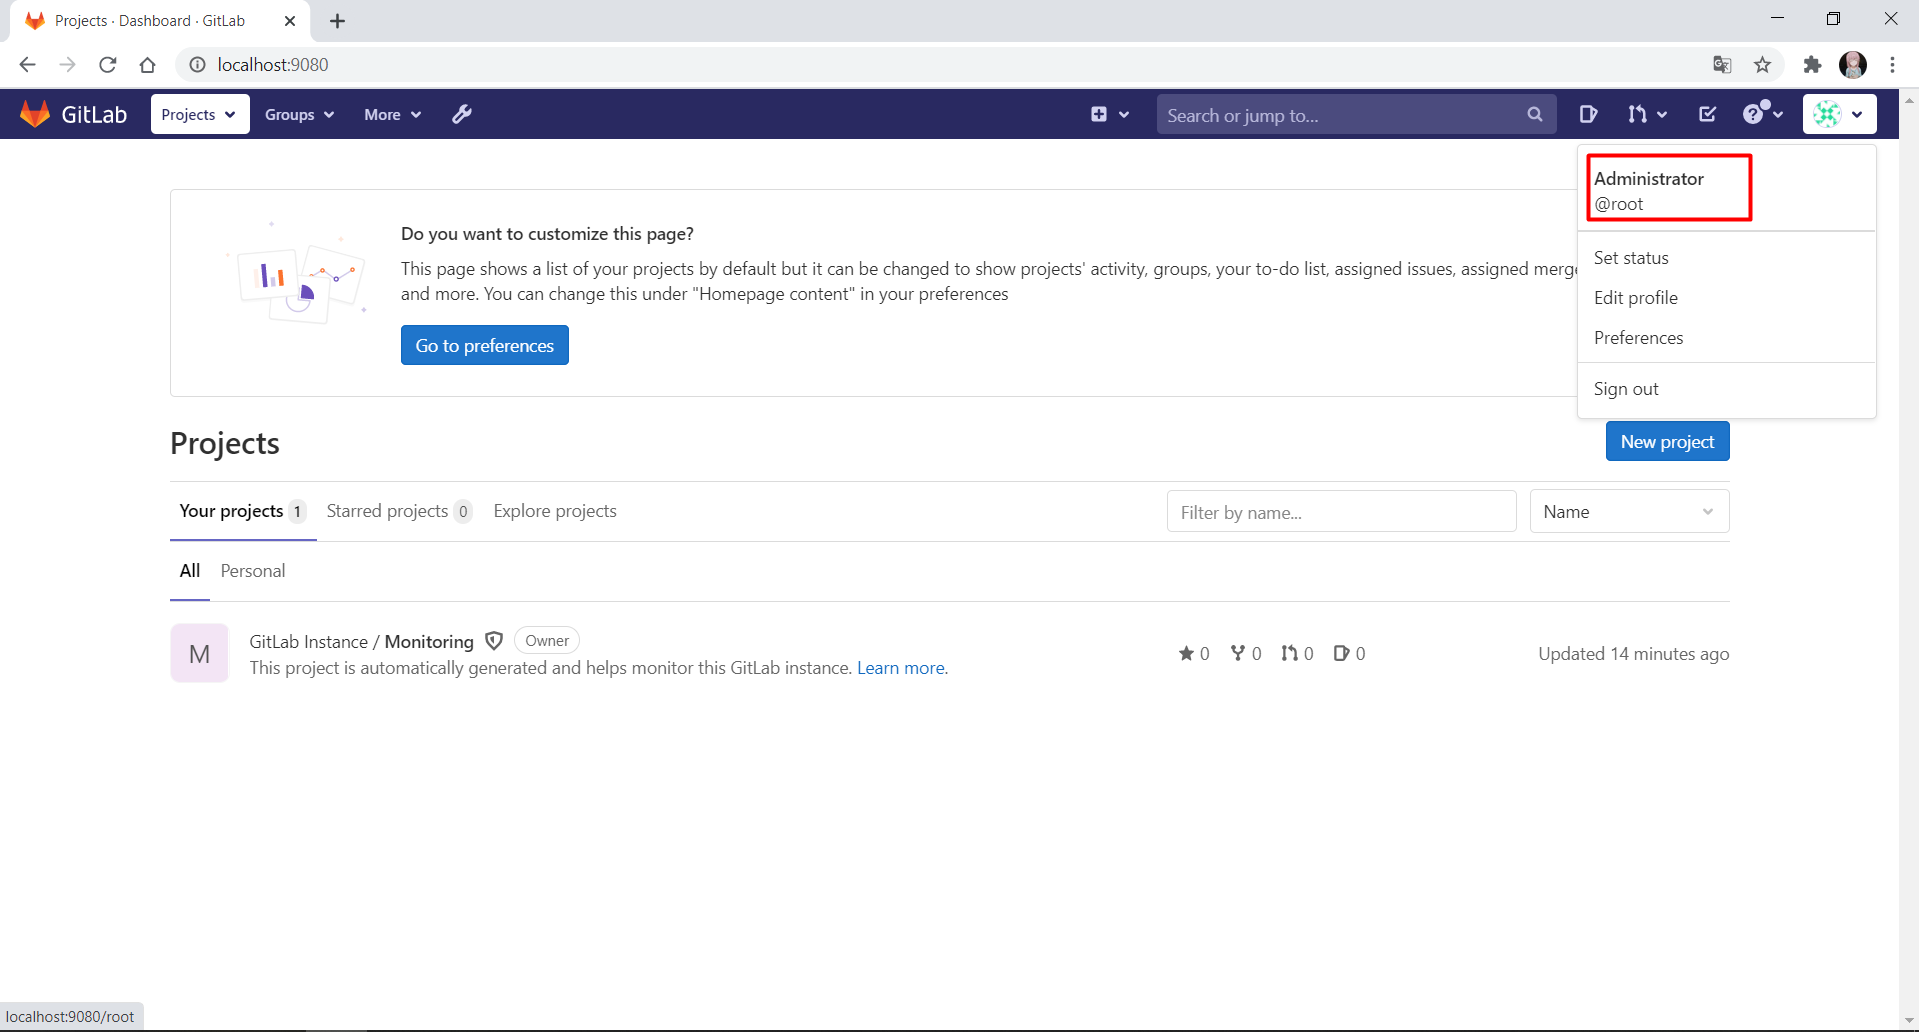 Projects · Dashboard · GitLab
localhost:9080
GitLab
Projects
Groups
More
Search or jump to...
Administrator
@root
Set status
Edit profile
Preferences
Sign out
Do you want to customize this page?
This page shows a list of your projects by default but it can be changed to show projects' activity, groups, your to-do list, assigned issues, assigned merge
and more. You can change this under "Homepage content" in your preferences
Go to preferences
Projects
New project
Your projects 1 Starred projects 0 Explore projects
Filter by name...
Name
All Personal
M
GitLab Instance / Monitoring Owner
This project is automatically generated and helps monitor this GitLab instance. Learn more.
0 0 0 0
Updated 14 minutes ago
localhost:9080/root